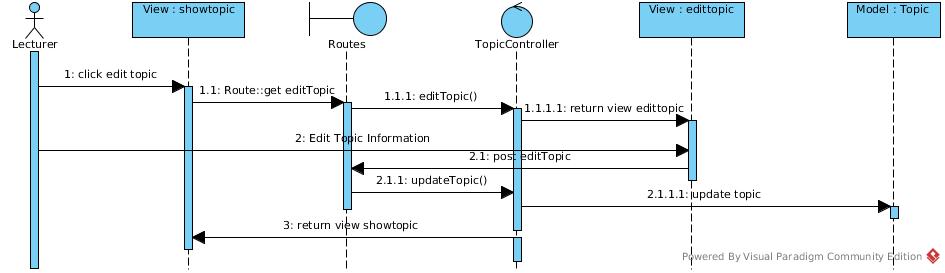 View : showtopic
View : edittopic
Model : Topic
Lecturer
Routes
TopicController
1: click edit topic
1.1: Route::get editTopic
1.1.1: editTopic()
1.1.1.1: return view edittopic
2: Edit Topic Information
2.1: post editTopic
2.1.1: updateTopic()
2.1.1.1: update topic
3: return view showtopic
Powered By Visual Paradigm Community Edition